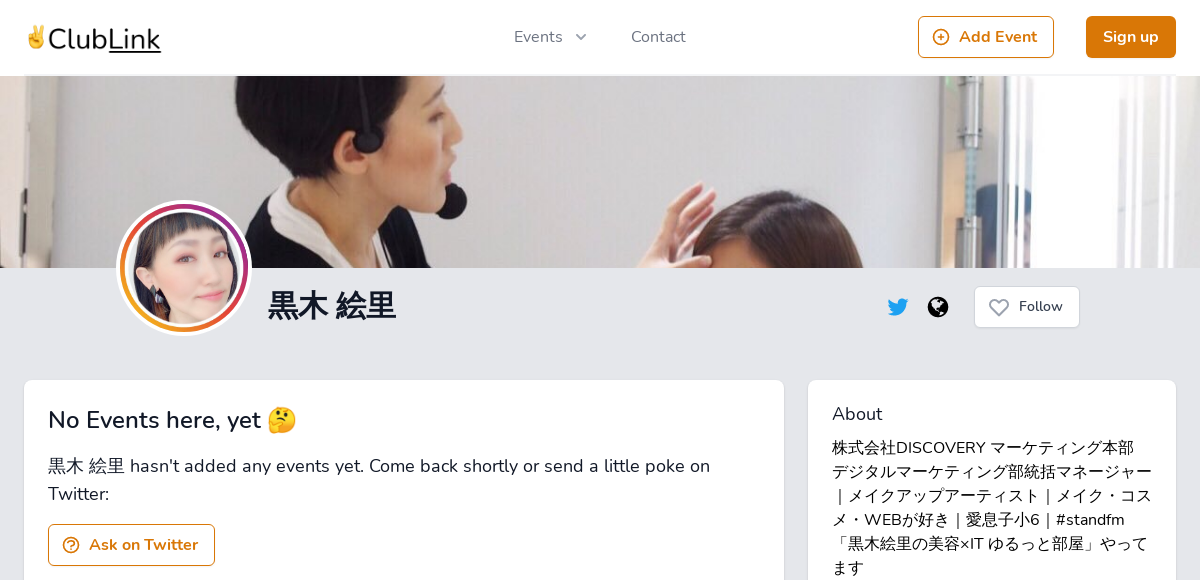 ✌️ClubLink
Events
Contact
Add Event
Sign up
黒木 絵里
Follow
No Events here, yet 🤔
黒木 絵里 hasn't added any events yet. Come back shortly or send a little poke on
Twitter:
Ask on Twitter
About
株式会社DISCOVERY マーケティング本部
デジタルマーケティング部統括マネージャー
｜メイクアップアーティスト｜メイク・コス
メ・WEBが好き｜愛息子小6｜#standfm
「黒木絵里の美容×IT ゆるっと部屋」やって
ます